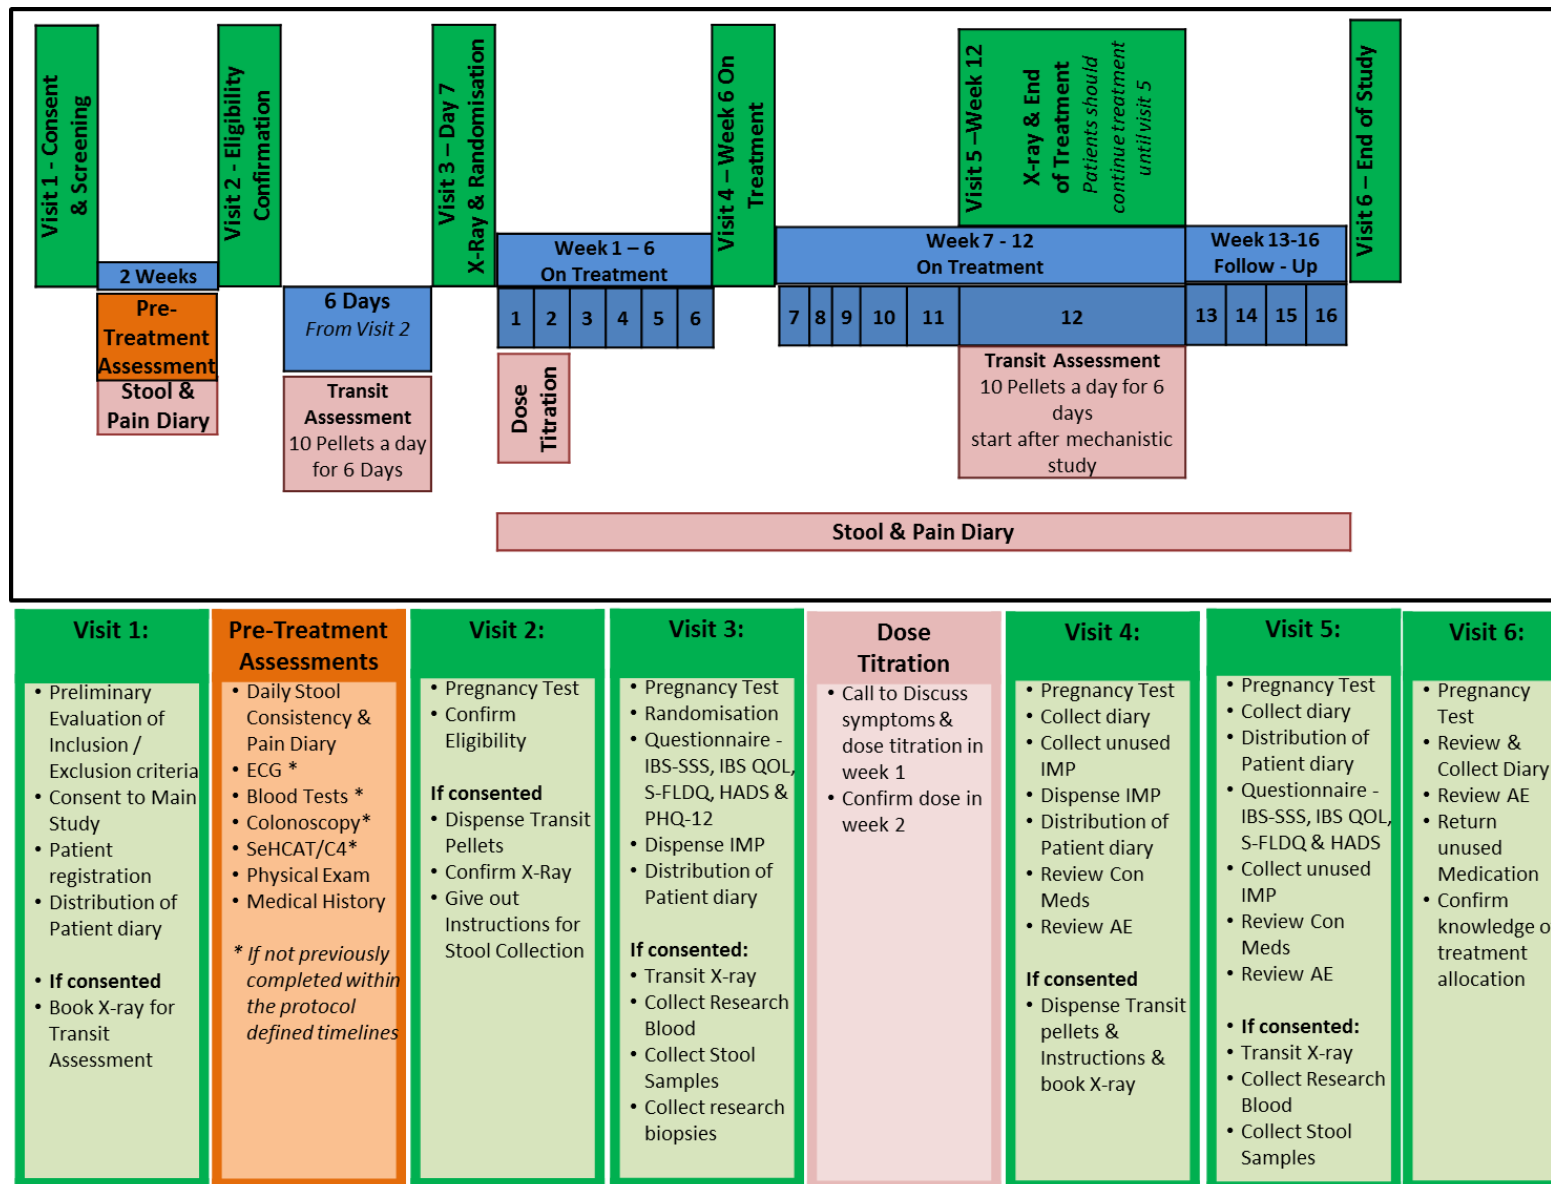 Visit 1 - Consent
& Screening
2 Weeks
Pre-
Treatment
Assessment
Stool &
Pain Diary
Visit 2 - Eligibility
Confirmation
6 Days
From Visit 2
Transit
Assessment
10 Pellets a day
for 6 Days
Visit 3 – Day 7
X-Ray & Randomisation
Week 1 – 6
On Treatment
1 2 3 4 5 6
Dose
Titration
Visit 4 – Week 6 On
Treatment
Week 7 - 12
On Treatment
7 8 9 10 11 12
Visit 5 –Week 12
X-ray & End
of Treatment
Patients should
continue treatment
until visit 5
Transit Assessment
10 Pellets a day for 6
days
start after mechanistic
study
Week 13-16
Follow - Up
13 14 15 16
Visit 6 – End of Study
Stool & Pain Diary
Visit 1:
• Preliminary
Evaluation of
Inclusion /
Exclusion criteria
• Consent to Main
Study
• Patient
registration
• Distribution of
Patient diary
• If consented
• Book X-ray for
Transit
Assessment
Pre-Treatment
Assessments
• Daily Stool
Consistency &
Pain Diary
• ECG *
• Blood Tests *
• Colonoscopy*
• SeHCAT/C4*
• Physical Exam
• Medical History
* If not previously
completed within
the protocol
defined timelines
Visit 2:
• Pregnancy Test
• Confirm
Eligibility
If consented
• Dispense Transit
Pellets
• Confirm X-Ray
• Give out
Instructions for
Stool Collection
Visit 3:
• Pregnancy Test
• Randomisation
• Questionnaire -
IBS-SSS, IBS QOL,
S-FLDQ, HADS &
PHQ-12
• Dispense IMP
• Distribution of
Patient diary
If consented:
• Transit X-ray
• Collect Research
Blood
• Collect Stool
Samples
• Collect research
biopsies
Dose
Titration
• Call to Discuss
symptoms &
dose titration in
week 1
• Confirm dose in
week 2
Visit 4:
• Pregnancy Test
• Collect diary
• Collect unused
IMP
• Dispense IMP
• Distribution of
Patient diary
• Review Con
Meds
• Review AE
If consented
• Dispense Transit
pellets &
Instructions &
book X-ray
Visit 5:
• Pregnancy Test
• Collect diary
• Distribution of
Patient diary
• Questionnaire -
IBS-SSS, IBS QOL,
S-FLDQ & HADS
• Collect unused
IMP
• Review Con
Meds
• Review AE
• If consented:
• Transit X-ray
• Collect Research
Blood
• Collect Stool
Samples
Visit 6:
• Pregnancy
Test
• Review &
Collect Diary
• Review AE
• Return
unused
Medication
• Confirm
knowledge o
treatment
allocation